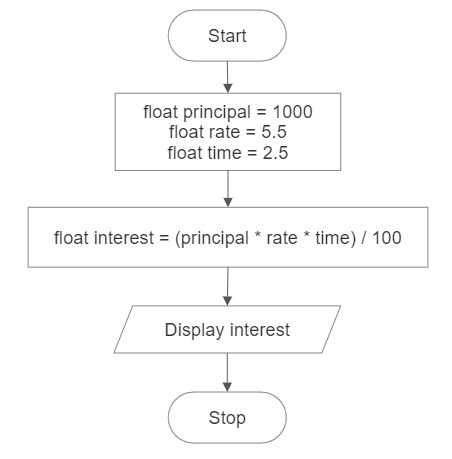 Start
float principal = 1000
float rate = 5.5
float time = 2.5
float interest = (principal * rate * time) / 100
Display interest
Stop